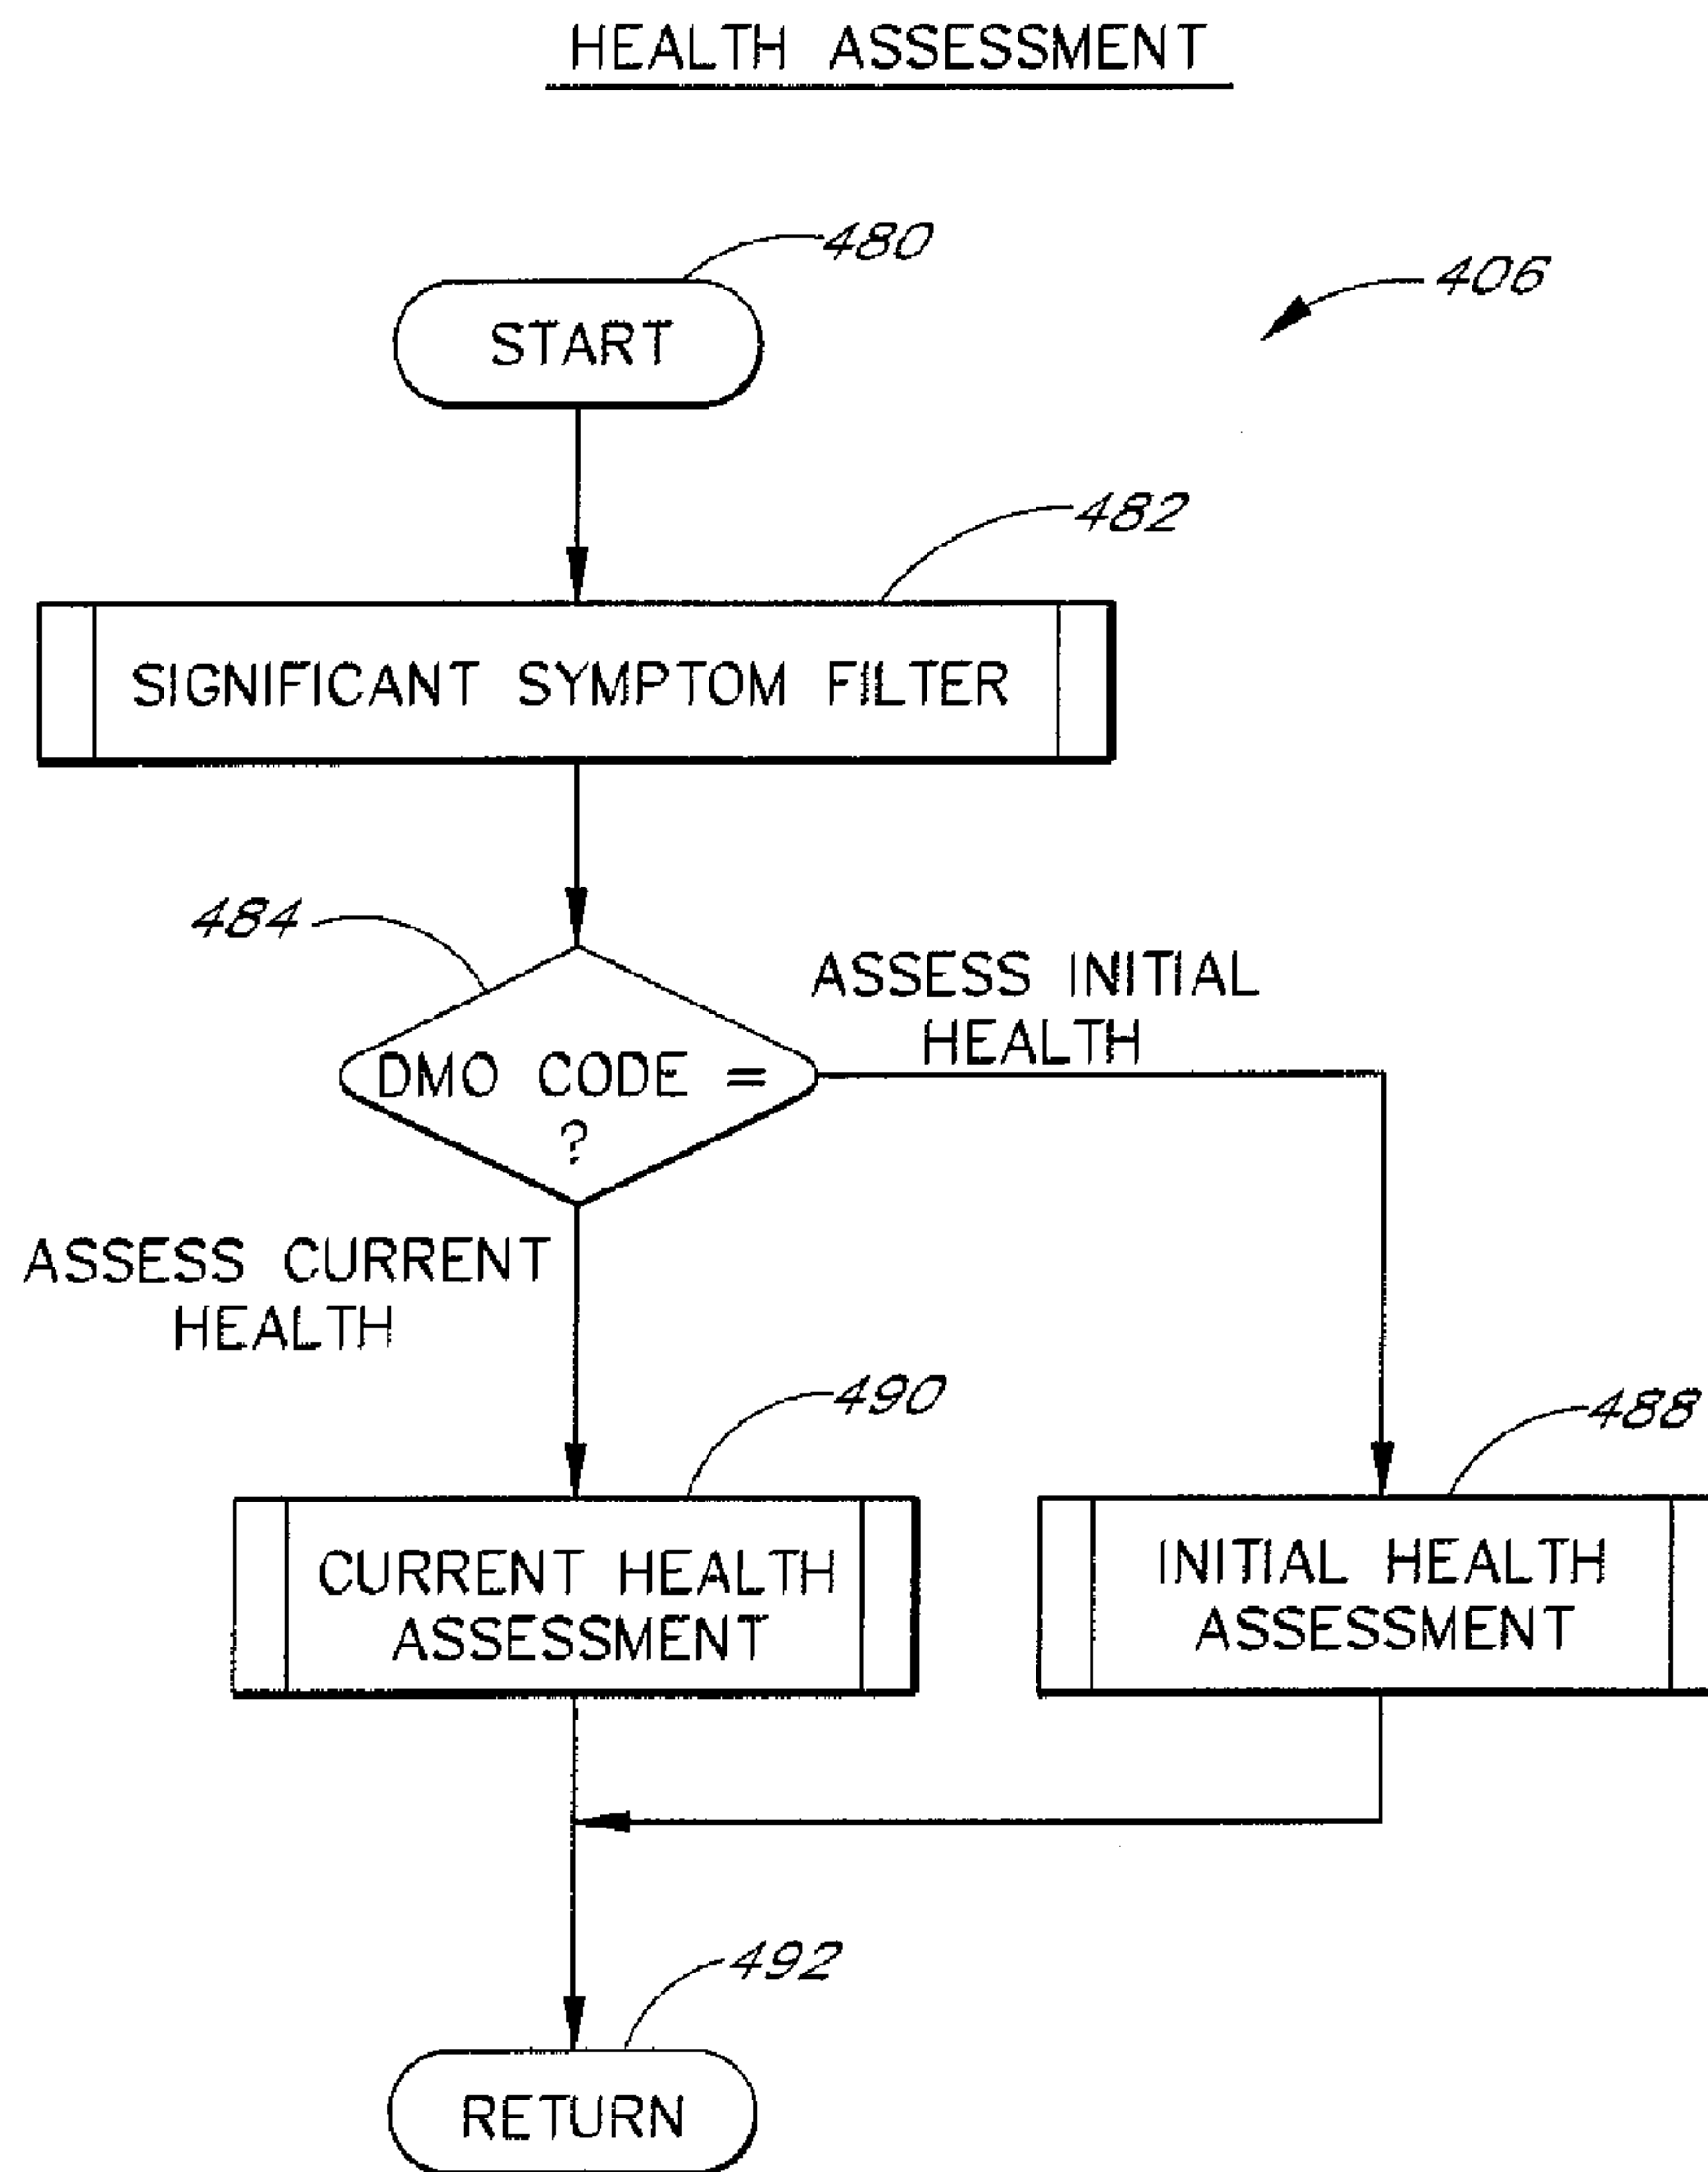 HEALTH ASSESSMENT
480
406
START
482
SIGNIFICANT SYMPTOM FILTER
484
ASSESS INITIAL
HEALTH
DMO CODE =
?
ASSESS CURRENT
HEALTH
490
488
CURRENT HEALTH
ASSESSMENT
INITIAL HEALTH
ASSESSMENT
492
RETURN